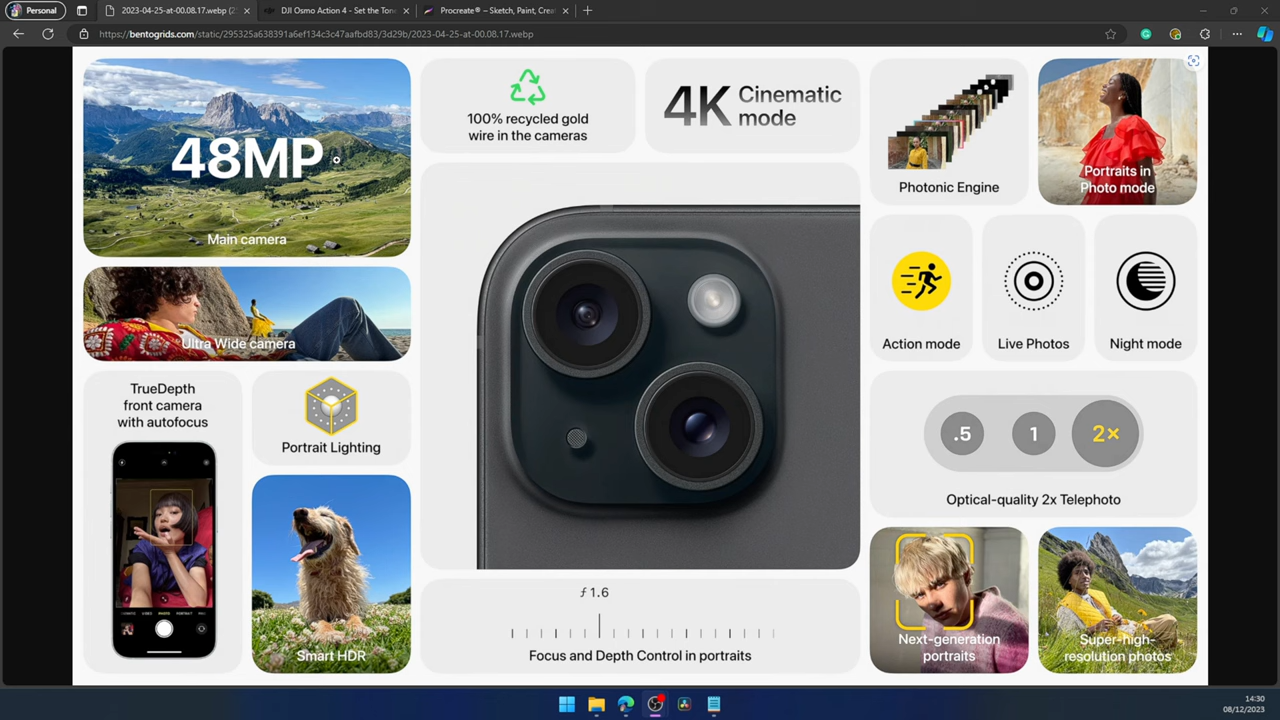 Personal
2023-04-25-at-00.08.17.webp (2
DJI Osmo Action 4 - Set the Ton
Procreate® – Sketch, Paint, Crea
https://bentogrids.com/static/295325a638391a6ef134c3c47aafbd83/3d29b/2023-04-25-at-00.08.17.webp
48MP
Main camera
Ultra Wide camera
TrueDepth
front camera
with autofocus
PHOTO
PORTRAIT
Portrait Lighting
Smart HDR
100% recycled gold
wire in the cameras
4K Cinematic
mode
ƒ1.6
Focus and Depth Control in portraits
Photonic Engine
Portraits in
Photo mode
Action mode
Live Photos
Night mode
.5
1
2×
Optical-quality 2x Telephoto
Next-generation
portraits
Super-high-
resolution photos
14:30
08/12/2023